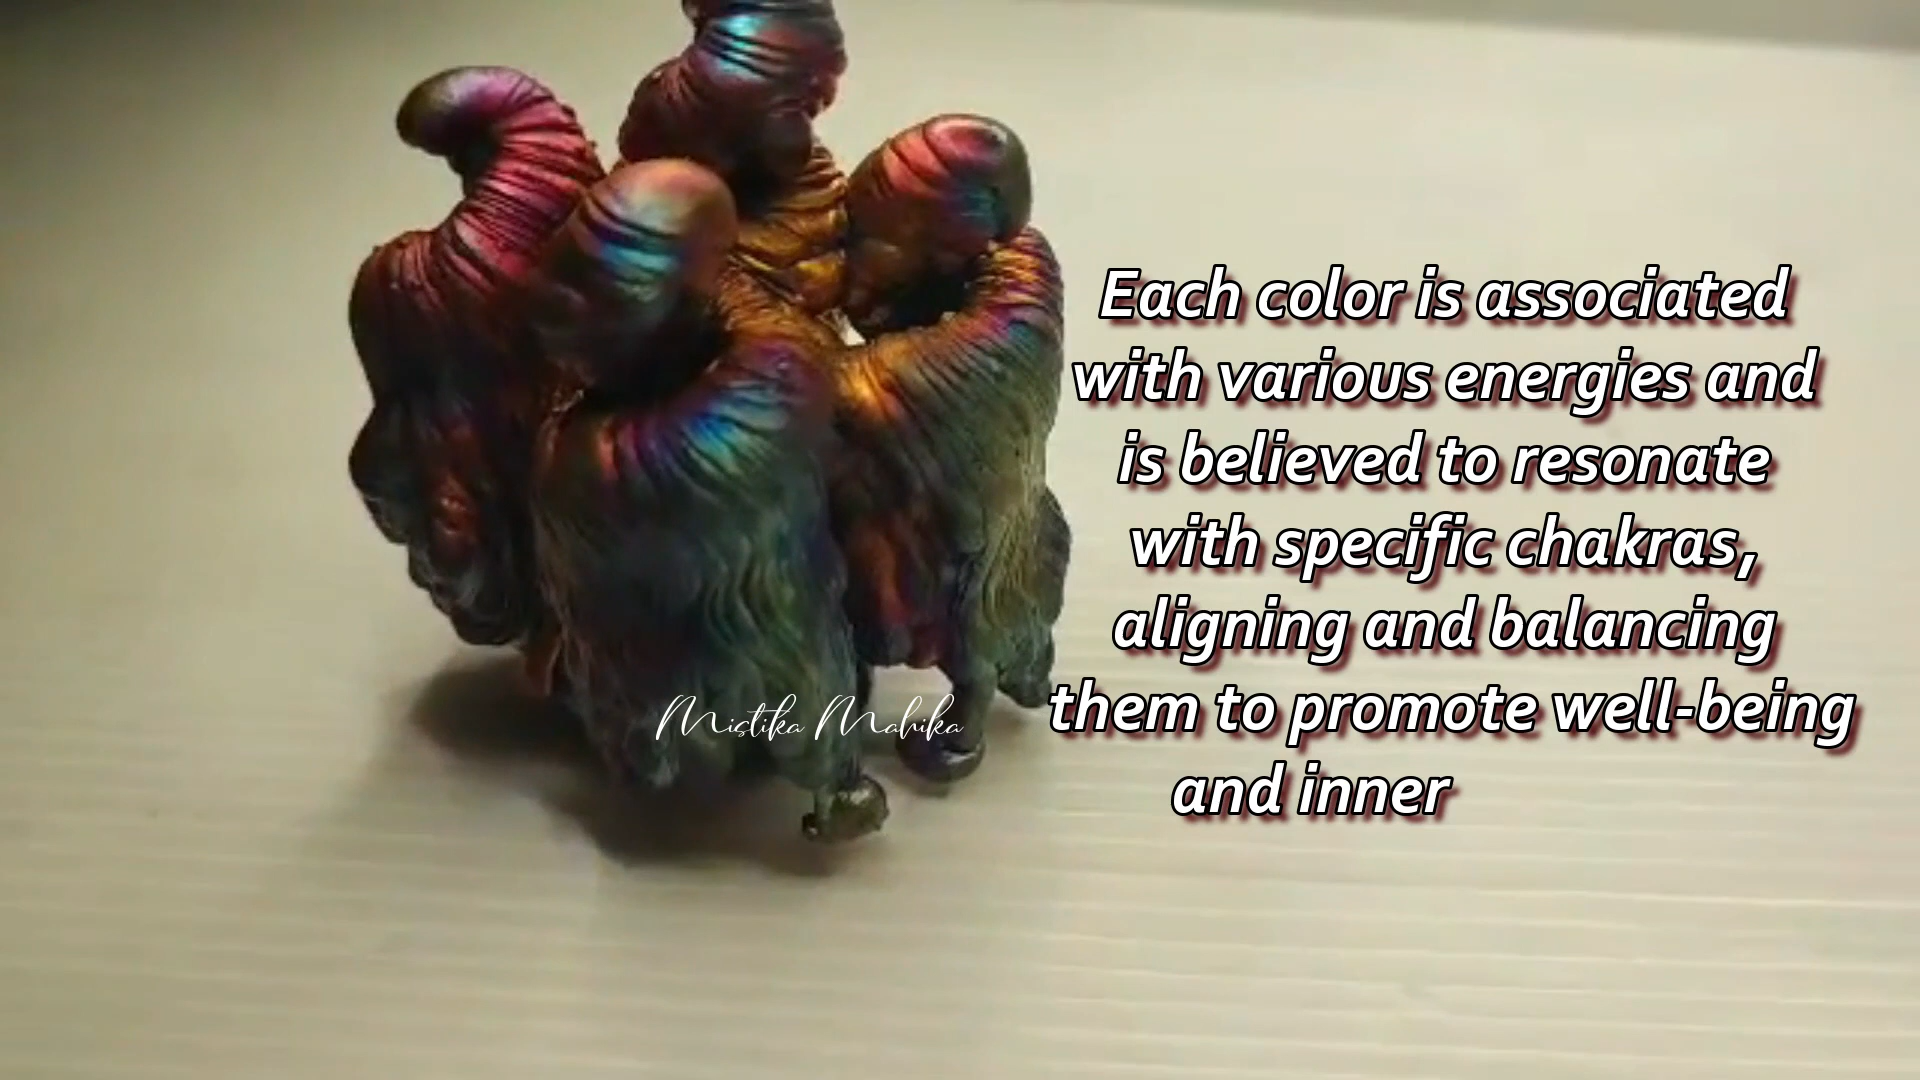 Each color is associated
with various energies and
is believed to resonate
with specific chakras,
aligning and balancing
them to promote well-being
and inner
Mistika Mahika